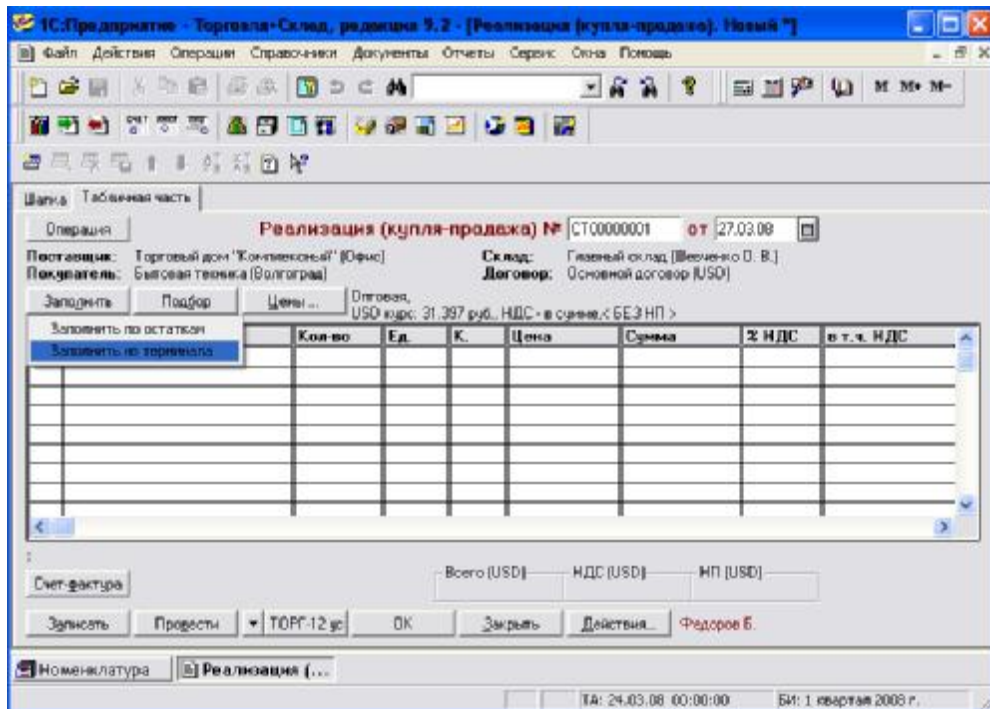 1С:Предприятие - Торговля+Склад, редакция 9.2 - [Реализация (купля-продажа). Новый *]
Файл Действия Операции Справочники Документы Отчеты Сервис Окна Помощь
M M+ M-
Шапка Табличная часть
Операция Реализация (купля-продажа) № СТ00000001 от 27.03.08
Поставщик: Торговый дом "Комплексный" (Офис) Склад: Главный склад (Шевченко О. В.)
Покупатель: Бытовая техника (Волгоград) Договор: Основной договор (USD)
Заполнить Подбор Цены ... Оптовая,
USD курс: 31.397 руб., НДС - в сумме,< БЕЗ НП >
Заполнить по остаткам
Заполнить из терминала
Кол-во Ед. К. Цена Сумма % НДС в т.ч. НДС
:
Всего (USD) НДС (USD) НП (USD)
Счет-фактура
Записать Провести ТОРГ-12 ус OK Закрыть Действия... Федоров Б.
Номенклатура Реализация (...
ТА: 24.03.08 00:00:00 БИ: 1 квартал 2008 г.